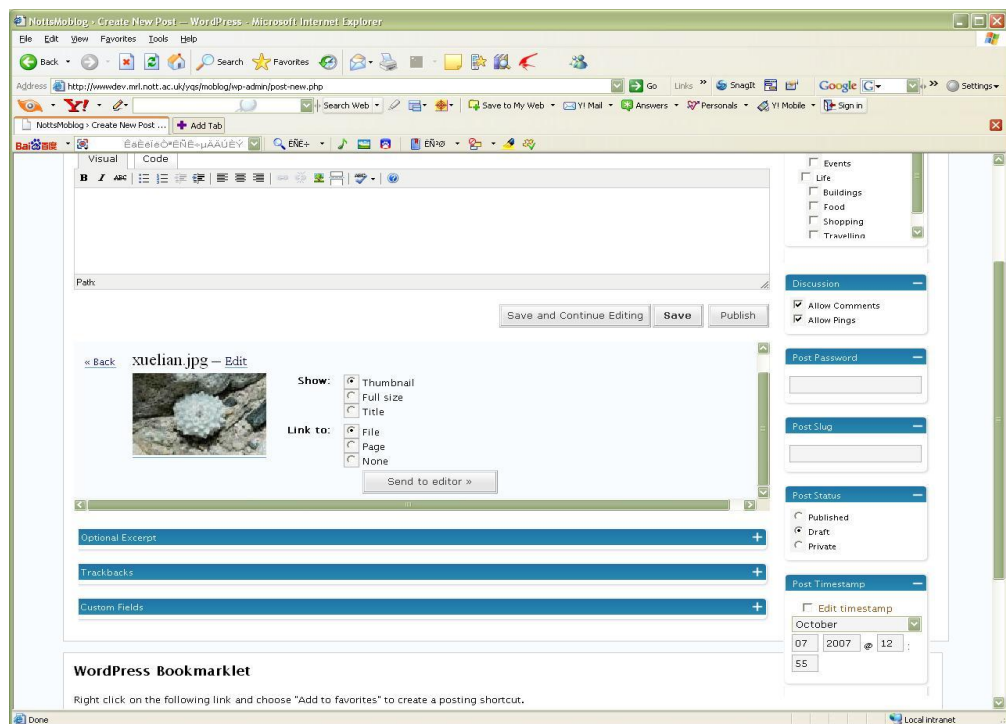 NottsMoblog › Create New Post — WordPress - Microsoft Internet Explorer
File Edit View Favorites Tools Help
Back Search Favorites
Address http://wwwdev.mrl.nott.ac.uk/yqs/moblog/wp-admin/post-new.php Go Links » SnagIt Google G Settings
Y! Search Web Save to My Web Y! Mail Answers Personals Y! Mobile Sign in
NottsMoblog › Create New Post ... Add Tab
Bai百度
Visual Code
B I ABC
Path:
Save and Continue Editing Save Publish
« Back xuelian.jpg — Edit
Show: Thumbnail
Full size
Title
Link to: File
Page
None
Send to editor »
Optional Excerpt
Trackbacks
Custom Fields
WordPress Bookmarklet
Right click on the following link and choose "Add to favorites" to create a posting shortcut.
Events
Life
Buildings
Food
Shopping
Travelling
Discussion
Allow Comments
Allow Pings
Post Password
Post Slug
Post Status
Published
Draft
Private
Post Timestamp
Edit timestamp
October
07 2007 @ 12 :
55
Done Local intranet